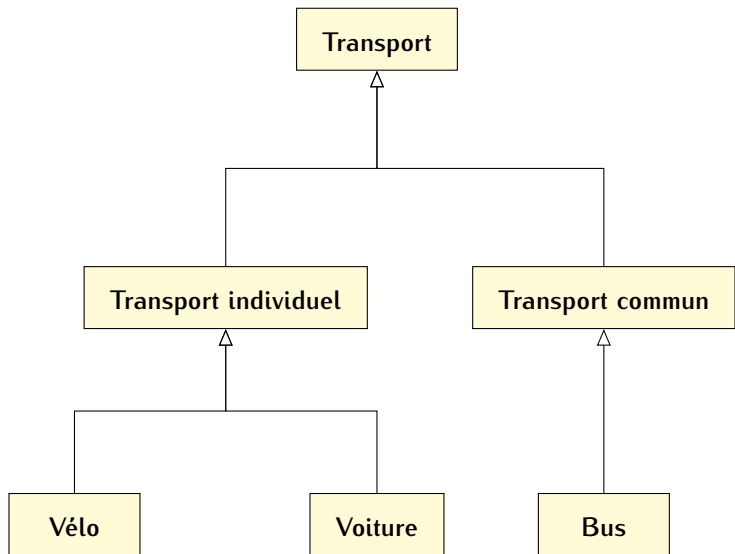 Transport
Transport individuel
Transport commun
Vélo
Voiture
Bus